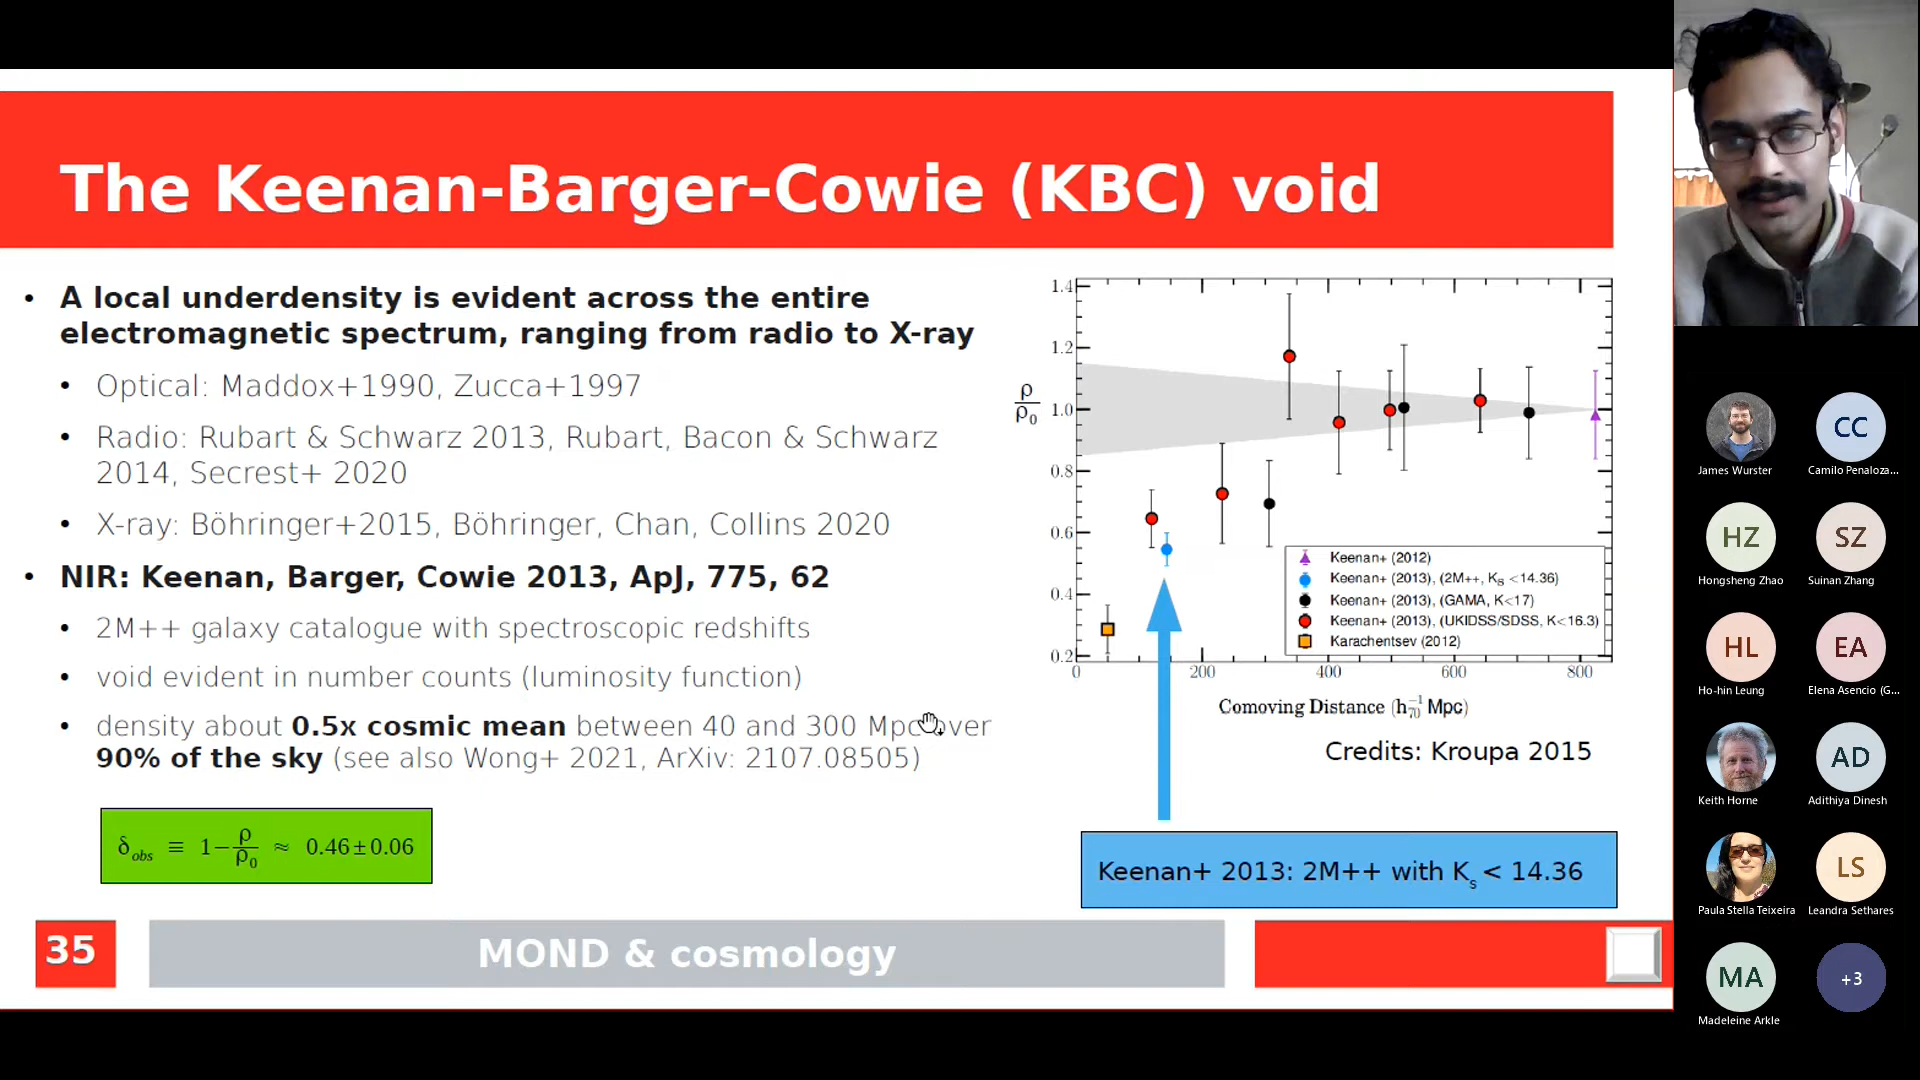 The Keenan-Barger-Cowie (KBC) void
• A local underdensity is evident across the entire
electromagnetic spectrum, ranging from radio to X-ray
• Optical: Maddox+1990, Zucca+1997
• Radio: Rubart & Schwarz 2013, Rubart, Bacon & Schwarz
2014, Secrest+ 2020
• X-ray: Böhringer+2015, Böhringer, Chan, Collins 2020
• NIR: Keenan, Barger, Cowie 2013, ApJ, 775, 62
• 2M++ galaxy catalogue with spectroscopic redshifts
• void evident in number counts (luminosity function)
• density about 0.5x cosmic mean between 40 and 300 Mpc over
90% of the sky (see also Wong+ 2021, ArXiv: 2107.08505)
δobs ≡ 1−ρ/ρ0 ≈ 0.46±0.06
1.4
1.2
1.0
0.8
0.6
0.4
0.2
ρ/ρ0
Keenan+ (2012)
Keenan+ (2013), (2M++, KS <14.36)
Keenan+ (2013), (GAMA, K<17)
Keenan+ (2013), (UKIDSS/SDSS, K<16.3)
Karachentsev (2012)
0 200 400 600 800
Comoving Distance (h70−1 Mpc)
Credits: Kroupa 2015
Keenan+ 2013: 2M++ with Ks < 14.36
35
MOND & cosmology
James Wurster
CC
Camilo Penaloza...
HZ
Hongsheng Zhao
SZ
Suinan Zhang
HL
Ho-hin Leung
EA
Elena Asencio (G...
Keith Horne
AD
Adithiya Dinesh
Paula Stella Teixeira
LS
Leandra Sethares
MA
Madeleine Arkle
+3